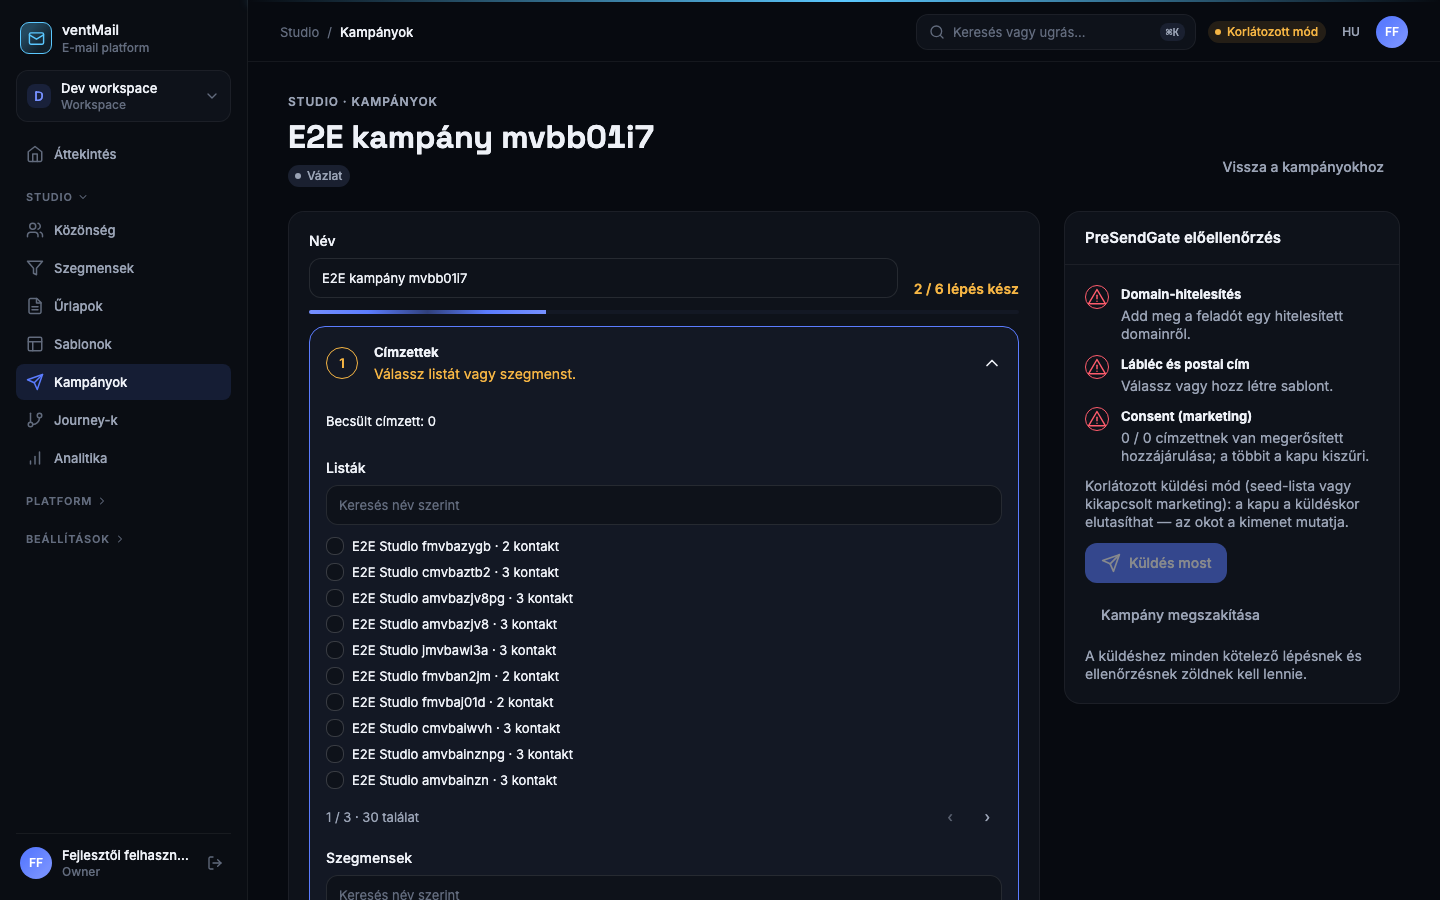 ventMail
E-mail platform
D
Dev workspace
Workspace
Áttekintés
STUDIO
Közönség
Szegmensek
Űrlapok
Sablonok
Kampányok
Journey-k
Analitika
PLATFORM
BEÁLLÍTÁSOK
FF
Fejlesztői felhaszn...
Owner
Studio / Kampányok
Keresés vagy ugrás...
⌘K
Korlátozott mód
HU
FF
STUDIO · KAMPÁNYOK
E2E kampány mvbb01i7
Vázlat
Vissza a kampányokhoz
Név
E2E kampány mvbb01i7
2 / 6 lépés kész
1
Címzettek
Válassz listát vagy szegmenst.
Becsült címzett: 0
Listák
Keresés név szerint
E2E Studio fmvbazygb · 2 kontakt
E2E Studio cmvbaztb2 · 3 kontakt
E2E Studio amvbazjv8pg · 3 kontakt
E2E Studio amvbazjv8 · 3 kontakt
E2E Studio jmvbawl3a · 3 kontakt
E2E Studio fmvban2jm · 2 kontakt
E2E Studio fmvbaj01d · 2 kontakt
E2E Studio cmvbaiwvh · 3 kontakt
E2E Studio amvbainznpg · 3 kontakt
E2E Studio amvbainzn · 3 kontakt
1 / 3 · 30 találat
‹ ›
Szegmensek
Keresés név szerint
PreSendGate előellenőrzés
Domain-hitelesítés
Add meg a feladót egy hitelesített
domainről.
Lábléc és postal cím
Válassz vagy hozz létre sablont.
Consent (marketing)
0 / 0 címzettnek van megerősített
hozzájárulása; a többit a kapu kiszűri.
Korlátozott küldési mód (seed-lista vagy
kikapcsolt marketing): a kapu a küldéskor
elutasíthat — az okot a kimenet mutatja.
Küldés most
Kampány megszakítása
A küldéshez minden kötelező lépésnek és
ellenőrzésnek zöldnek kell lennie.